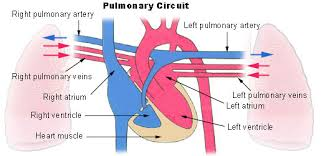 Pulmonary Circuit
Right pulmonary artery
Left pulmonary artery
Right pulmonary veins
Left pulmonary veins
Right atrium
Left atrium
Right ventricle
Left ventricle
Heart muscle